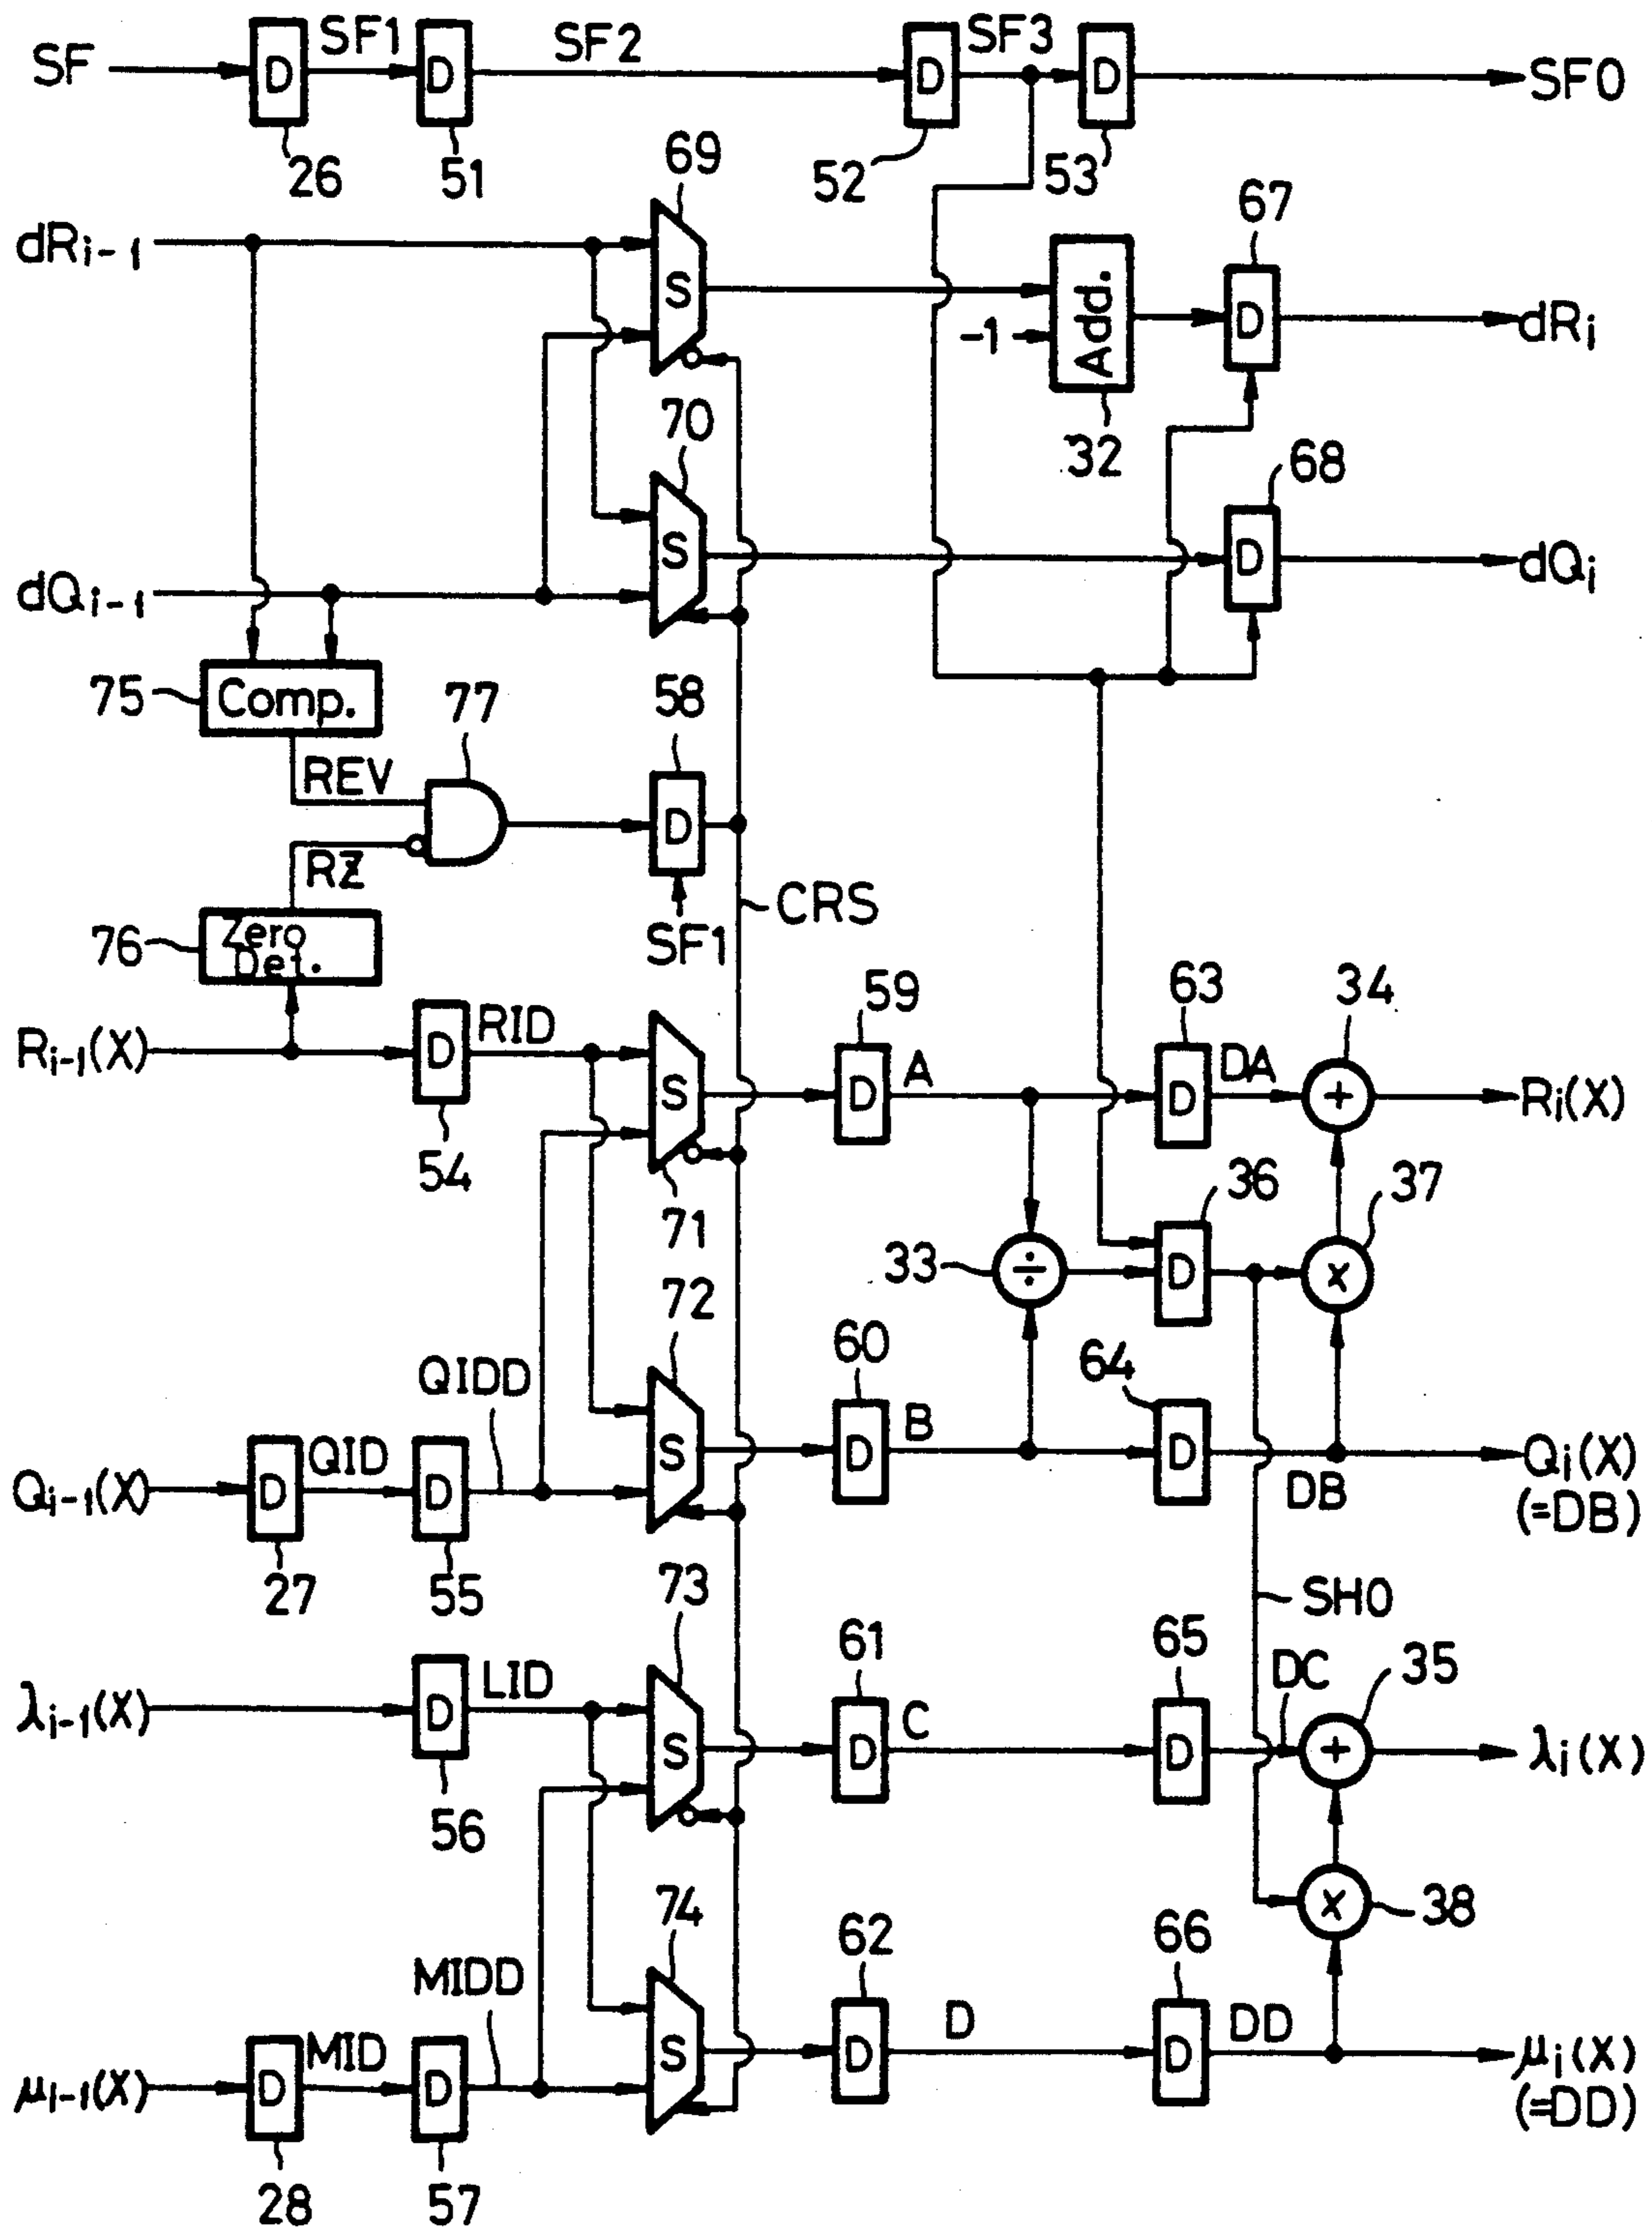 SF D SF1 D SF2 D SF3 D SF0
26 51 52 53
69
67
dRi-1 S Add. D dRi
-1
32
70
68
dQi-1 S D dQi
75 Comp. 77 58
REV
D
RZ
CRS
SF1
76 Zero Det.
59 63 34
Ri-1(X) D RID S D A D DA + Ri(X)
54 71
36 37
33 ÷ D x
72
60 64
QIDD
S D B D
Qi-1(X) D QID D DB Qi(X)
(=DB)
27 55
73
SH0
61 65 35
λi-1(X) D LID S D C D DC + λi(X)
56
74
x 38
62 66
MIDD
S D D D DD
μi-1(X) D MID D μi(X)
(=DD)
28 57